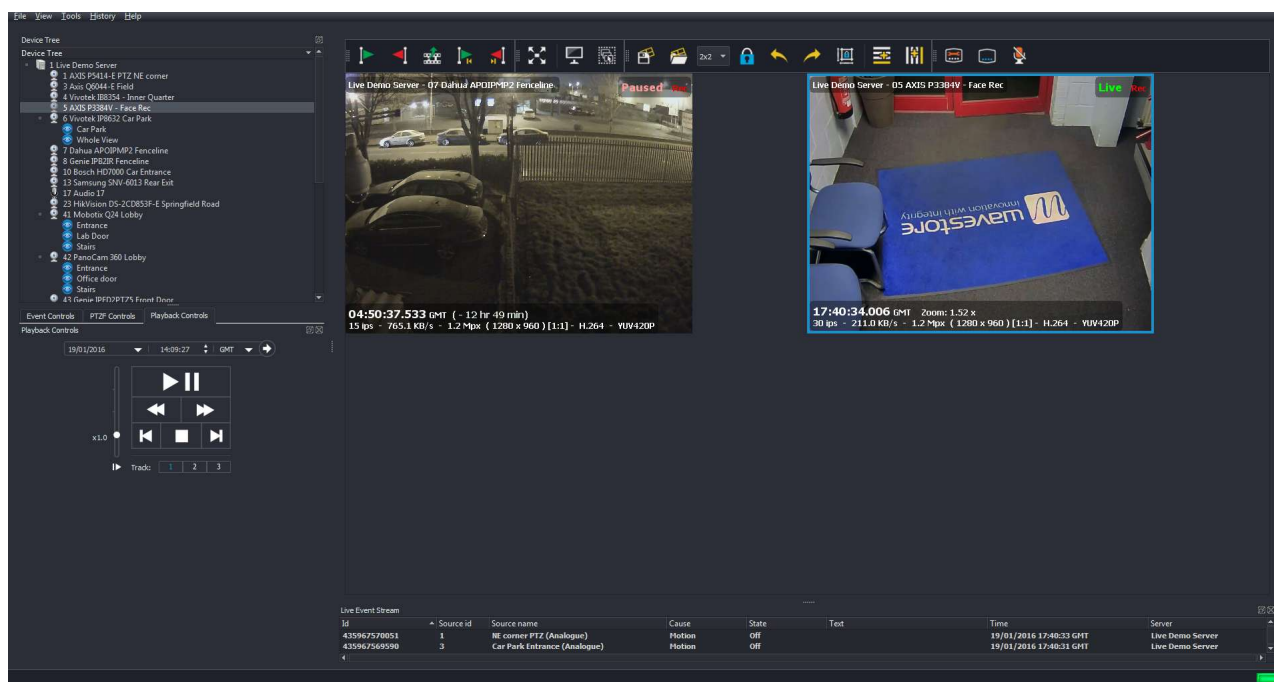 File View Tools History Help
Device Tree
Device Tree
1 Live Demo Server
1 AXIS P5414-E PTZ NE corner
3 Axis Q6044-E Field
4 Vivotek IB8354 - Inner Quarter
5 AXIS P3384V - Face Rec
6 Vivotek IP8632 Car Park
Car Park
Whole View
7 Dahua APOIPMP2 Fenceline
8 Genie IPB2IR Fenceline
10 Bosch HD7000 Car Entrance
13 Samsung SNV-6013 Rear Exit
17 Audio 17
23 HikVision DS-2CD853F-E Springfield Road
41 Mobotix Q24 Lobby
Entrance
Lab Door
Stairs
42 PanoCam 360 Lobby
Entrance
Office door
Stairs
43 Genie IPFD2PTZ5 Front Door
Event Controls PTZF Controls Playback Controls
Playback Controls
19/01/2016 14:09:27 GMT
x1.0
Track: 1 2 3
2x2
Live Demo Server - 07 Dahua APOIPMP2 Fenceline Paused Rec
04:50:37.533 GMT ( - 12 hr 49 min)
15 ips - 765.1 KB/s - 1.2 Mpx ( 1280 x 960 ) [1:1] - H.264 - YUV420P
Live Demo Server - 05 AXIS P3384V - Face Rec Live Rec
wavestore
innovation with integrity
17:40:34.006 GMT Zoom: 1.52 x
30 ips - 211.0 KB/s - 1.2 Mpx ( 1280 x 960 ) [1:1] - H.264 - YUV420P
Live Event Stream
Id Source id Source name Cause State Text Time Server
435967570051 1 NE corner PTZ (Analogue) Motion Off 19/01/2016 17:40:33 GMT Live Demo Server
435967569590 3 Car Park Entrance (Analogue) Motion Off 19/01/2016 17:40:31 GMT Live Demo Server